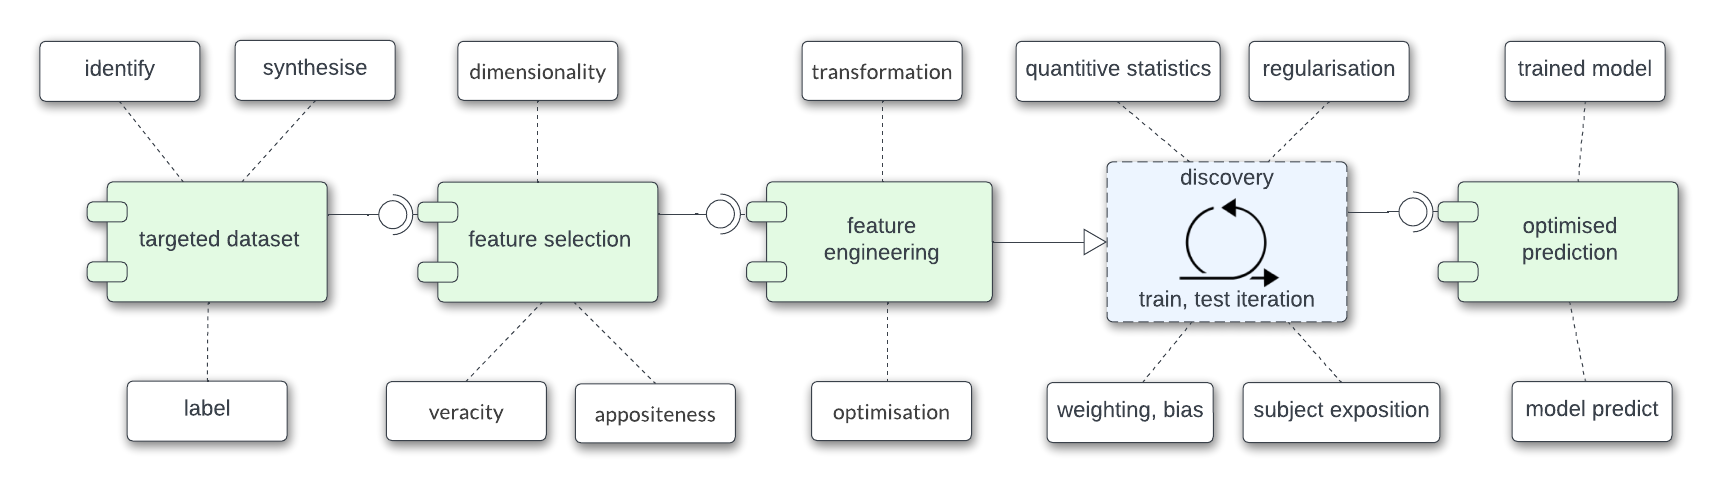 identify
synthesise
dimensionality
transformation
quantitive statistics
regularisation
trained model
targeted dataset
feature selection
feature
engineering
discovery
train, test iteration
optimised
prediction
label
veracity
appositeness
optimisation
weighting, bias
subject exposition
model predict